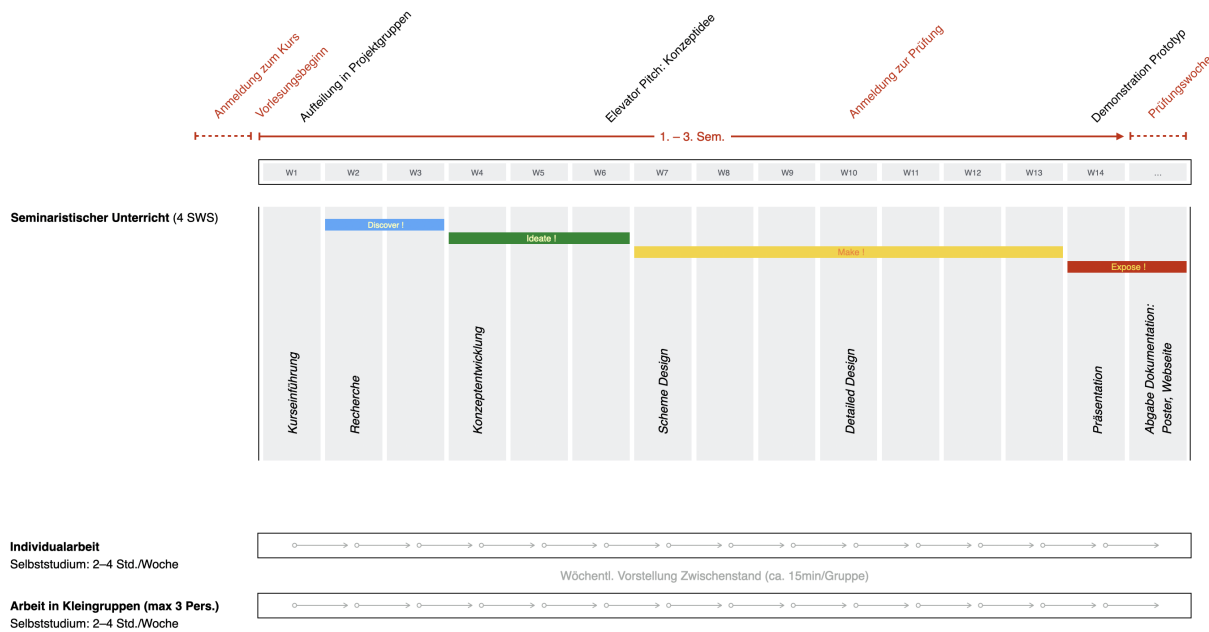 Anmeldung zum Kurs
Vorlesungsbeginn
Aufteilung in Projektgruppen
Elevator Pitch: Konzeptidee
Anmeldung zur Prüfung
Demonstration Prototyp
Prüfungswoche
1. – 3. Sem.
W1 W2 W3 W4 W5 W6 W7 W8 W9 W10 W11 W12 W13 W14 ...
Seminaristischer Unterricht (4 SWS)
Discover !
Ideate !
Make !
Expose !
Kurseinführung
Recherche
Konzeptentwicklung
Scheme Design
Detailed Design
Präsentation
Abgabe Dokumentation:
Poster, Webseite
Individualarbeit
Selbststudium: 2–4 Std./Woche
Wöchentl. Vorstellung Zwischenstand (ca. 15min/Gruppe)
Arbeit in Kleingruppen (max 3 Pers.)
Selbststudium: 2–4 Std./Woche